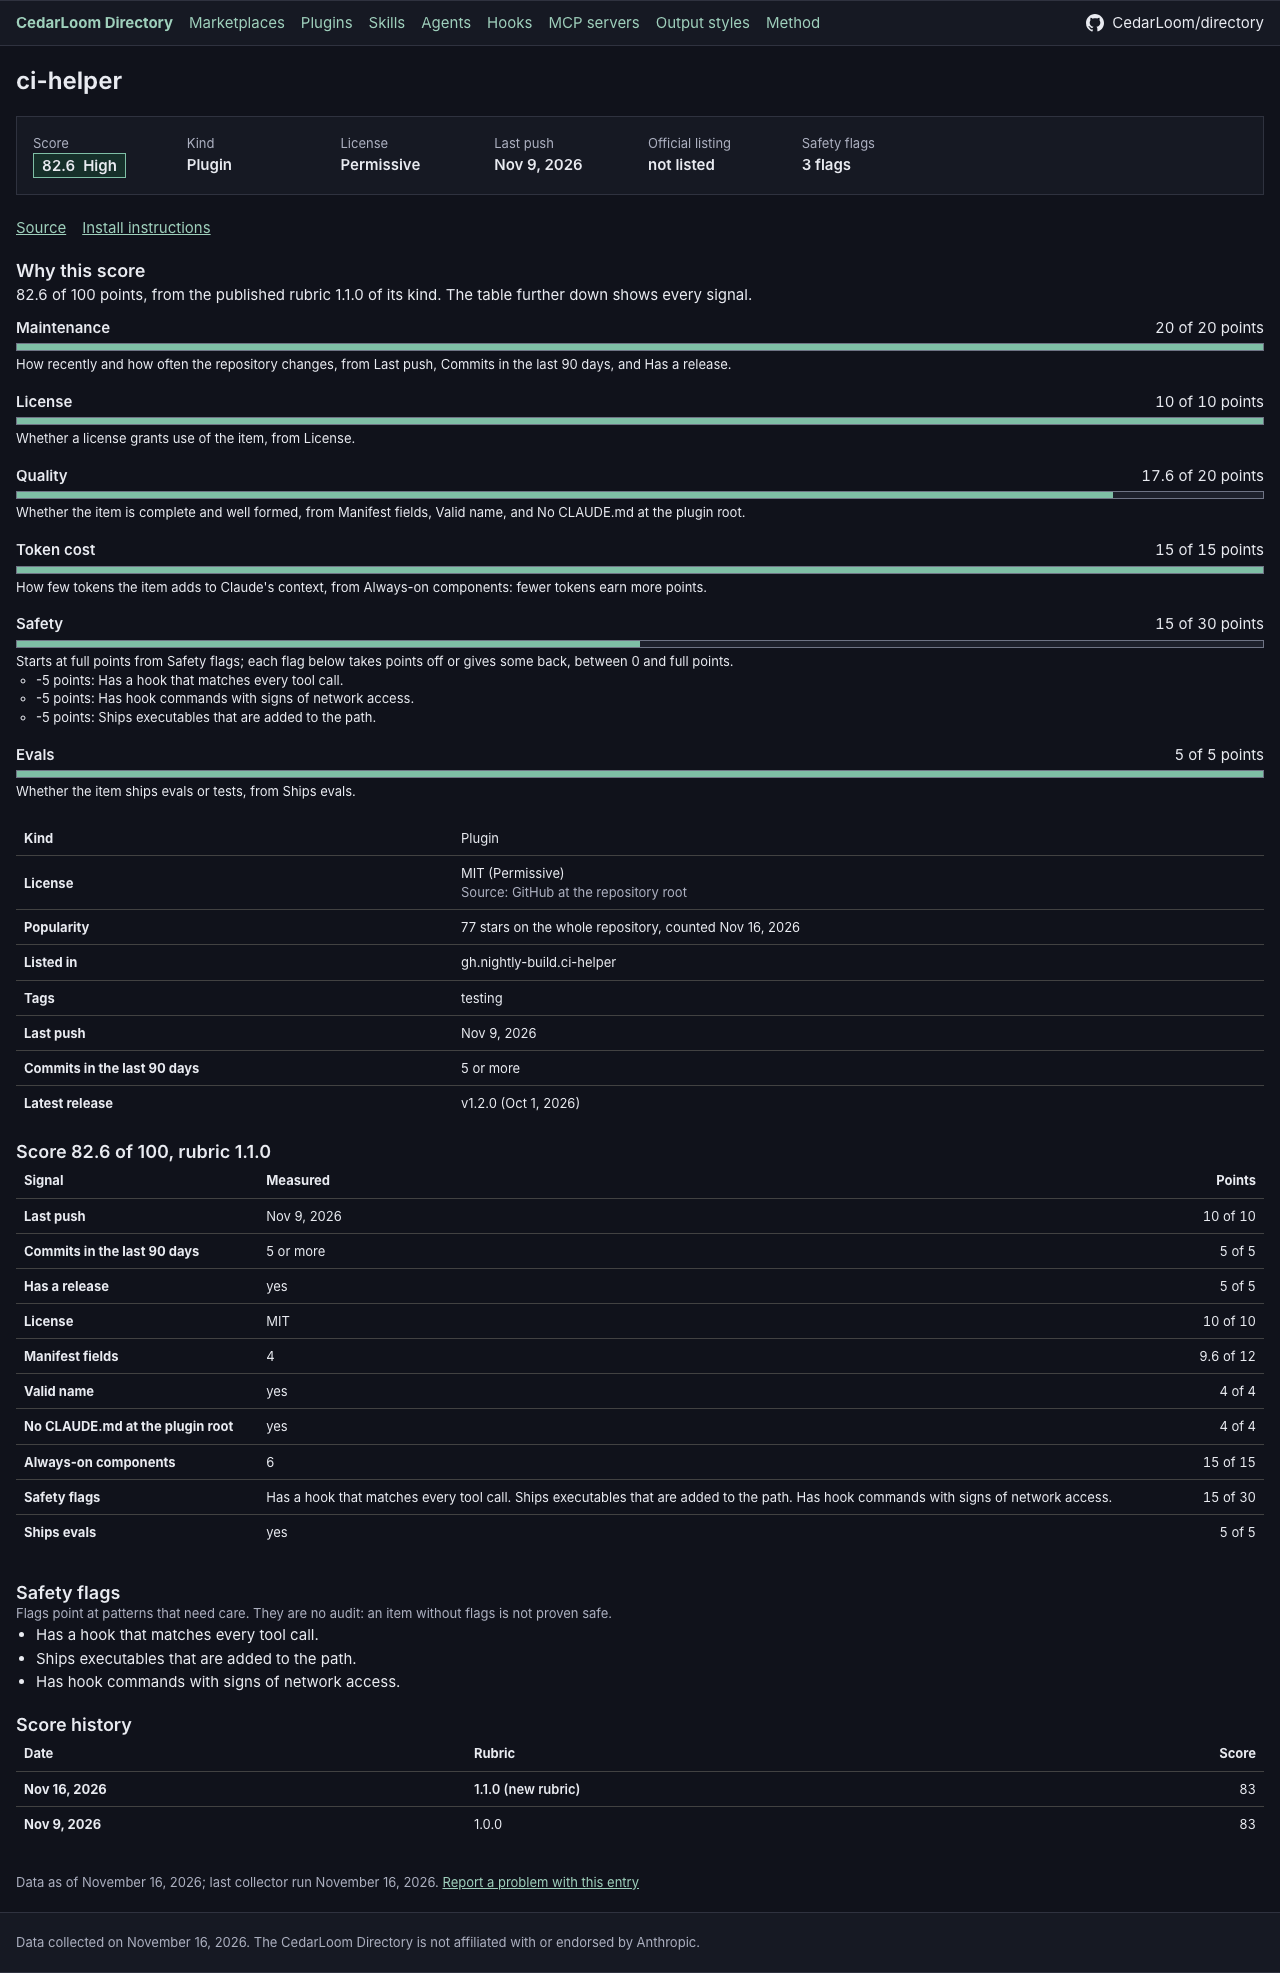 CedarLoom Directory Marketplaces Plugins Skills Agents Hooks MCP servers Output styles Method CedarLoom/directory
ci-helper
Score Kind License Last push Official listing Safety flags
82.6 High Plugin Permissive Nov 9, 2026 not listed 3 flags
Source Install instructions
Why this score
82.6 of 100 points, from the published rubric 1.1.0 of its kind. The table further down shows every signal.
Maintenance 20 of 20 points
How recently and how often the repository changes, from Last push, Commits in the last 90 days, and Has a release.
License 10 of 10 points
Whether a license grants use of the item, from License.
Quality 17.6 of 20 points
Whether the item is complete and well formed, from Manifest fields, Valid name, and No CLAUDE.md at the plugin root.
Token cost 15 of 15 points
How few tokens the item adds to Claude's context, from Always-on components: fewer tokens earn more points.
Safety 15 of 30 points
Starts at full points from Safety flags; each flag below takes points off or gives some back, between 0 and full points.
-5 points: Has a hook that matches every tool call.
-5 points: Has hook commands with signs of network access.
-5 points: Ships executables that are added to the path.
Evals 5 of 5 points
Whether the item ships evals or tests, from Ships evals.
Kind Plugin
License MIT (Permissive)
Source: GitHub at the repository root
Popularity 77 stars on the whole repository, counted Nov 16, 2026
Listed in gh.nightly-build.ci-helper
Tags testing
Last push Nov 9, 2026
Commits in the last 90 days 5 or more
Latest release v1.2.0 (Oct 1, 2026)
Score 82.6 of 100, rubric 1.1.0
Signal Measured Points
Last push Nov 9, 2026 10 of 10
Commits in the last 90 days 5 or more 5 of 5
Has a release yes 5 of 5
License MIT 10 of 10
Manifest fields 4 9.6 of 12
Valid name yes 4 of 4
No CLAUDE.md at the plugin root yes 4 of 4
Always-on components 6 15 of 15
Safety flags Has a hook that matches every tool call. Ships executables that are added to the path. Has hook commands with signs of network access. 15 of 30
Ships evals yes 5 of 5
Safety flags
Flags point at patterns that need care. They are no audit: an item without flags is not proven safe.
Has a hook that matches every tool call.
Ships executables that are added to the path.
Has hook commands with signs of network access.
Score history
Date Rubric Score
Nov 16, 2026 1.1.0 (new rubric) 83
Nov 9, 2026 1.0.0 83
Data as of November 16, 2026; last collector run November 16, 2026. Report a problem with this entry
Data collected on November 16, 2026. The CedarLoom Directory is not affiliated with or endorsed by Anthropic.